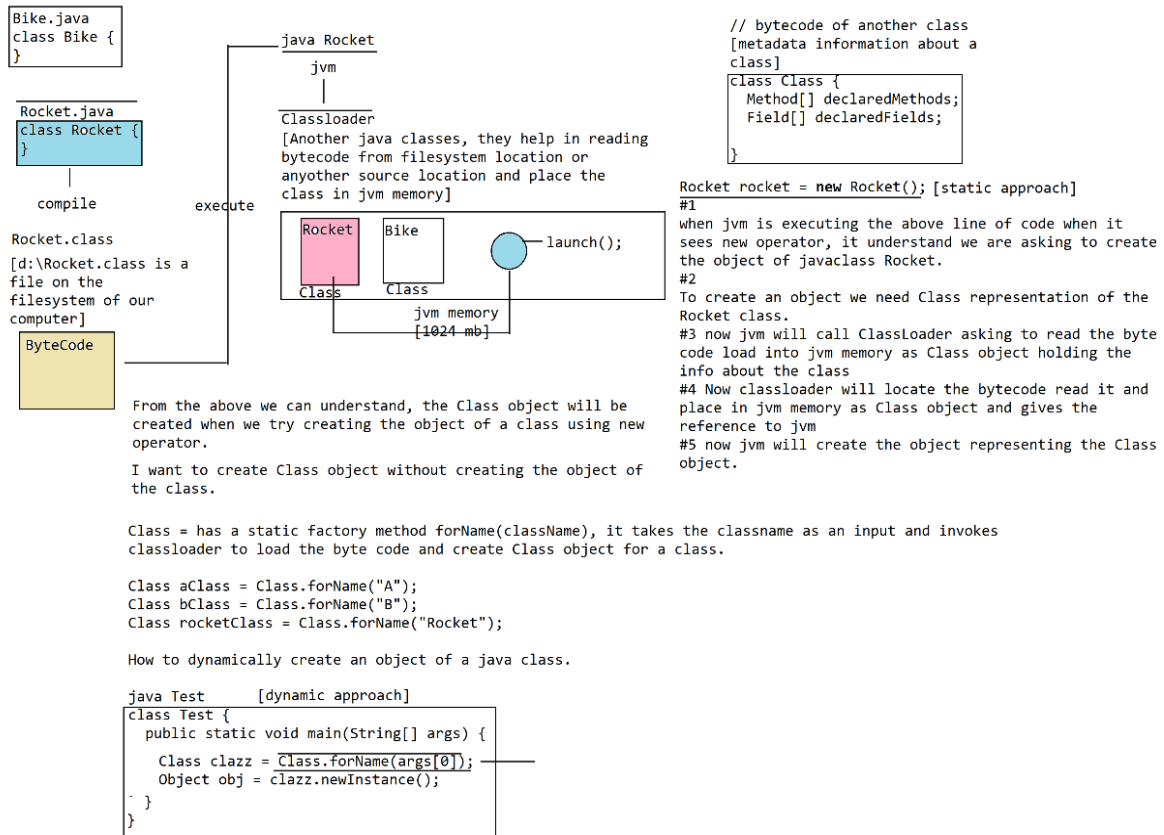 Bike.java
class Bike {
}
Rocket.java
class Rocket {
}
compile
Rocket.class
[d:\Rocket.class is a
file on the
filesystem of our
computer]
ByteCode
execute
java Rocket
jvm
Classloader
[Another java classes, they help in reading
bytecode from filesystem location or
anyother source location and place the
class in jvm memory]
Rocket
Class
Bike
Class
launch();
jvm memory
[1024 mb]
// bytecode of another class
[metadata information about a
class]
class Class {
Method[] declaredMethods;
Field[] declaredFields;
}
Rocket rocket = new Rocket(); [static approach]
#1
when jvm is executing the above line of code when it
sees new operator, it understand we are asking to create
the object of javaclass Rocket.
#2
To create an object we need Class representation of the
Rocket class.
#3 now jvm will call ClassLoader asking to read the byte
code load into jvm memory as Class object holding the
info about the class
#4 Now classloader will locate the bytecode read it and
place in jvm memory as Class object and gives the
reference to jvm
#5 now jvm will create the object representing the Class
object.
From the above we can understand, the Class object will be
created when we try creating the object of a class using new
operator.
I want to create Class object without creating the object of
the class.
Class = has a static factory method forName(className), it takes the classname as an input and invokes
classloader to load the byte code and create Class object for a class.
Class aClass = Class.forName("A");
Class bClass = Class.forName("B");
Class rocketClass = Class.forName("Rocket");
How to dynamically create an object of a java class.
java Test [dynamic approach]
class Test {
public static void main(String[] args) {
Class clazz = Class.forName(args[0]);
Object obj = clazz.newInstance();
}
}